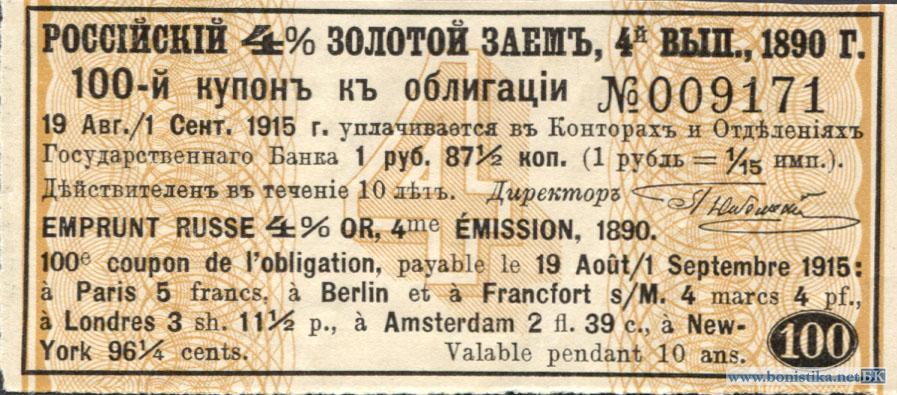 РОССІЙСКІЙ 4% ЗОЛОТОЙ ЗАЕМЪ, 4й ВЫП., 1890 Г.
100-й КУПОНЪ КЪ ОБЛИГАЦІИ №009171
19 Авг./1 Сент. 1915 г. уплачивается въ Конторахъ и Отдѣленіяхъ
Государственнаго Банка 1 руб. 87½ коп. (1 рубль = 1/15 имп.).
Дѣйствителенъ въ теченіе 10 лѣтъ. Директоръ
EMPRUNT RUSSE 4% OR, 4me ÉMISSION, 1890.
100e coupon de l'obligation, payable le 19 Août/1 Septembre 1915:
à Paris 5 francs, à Berlin et à Francfort s/M. 4 marcs 4 pf.,
à Londres 3 sh. 11½ p., à Amsterdam 2 fl. 39 c., à New-
York 96¼ cents. Valable pendant 10 ans. 100
www.bonistika.net БК